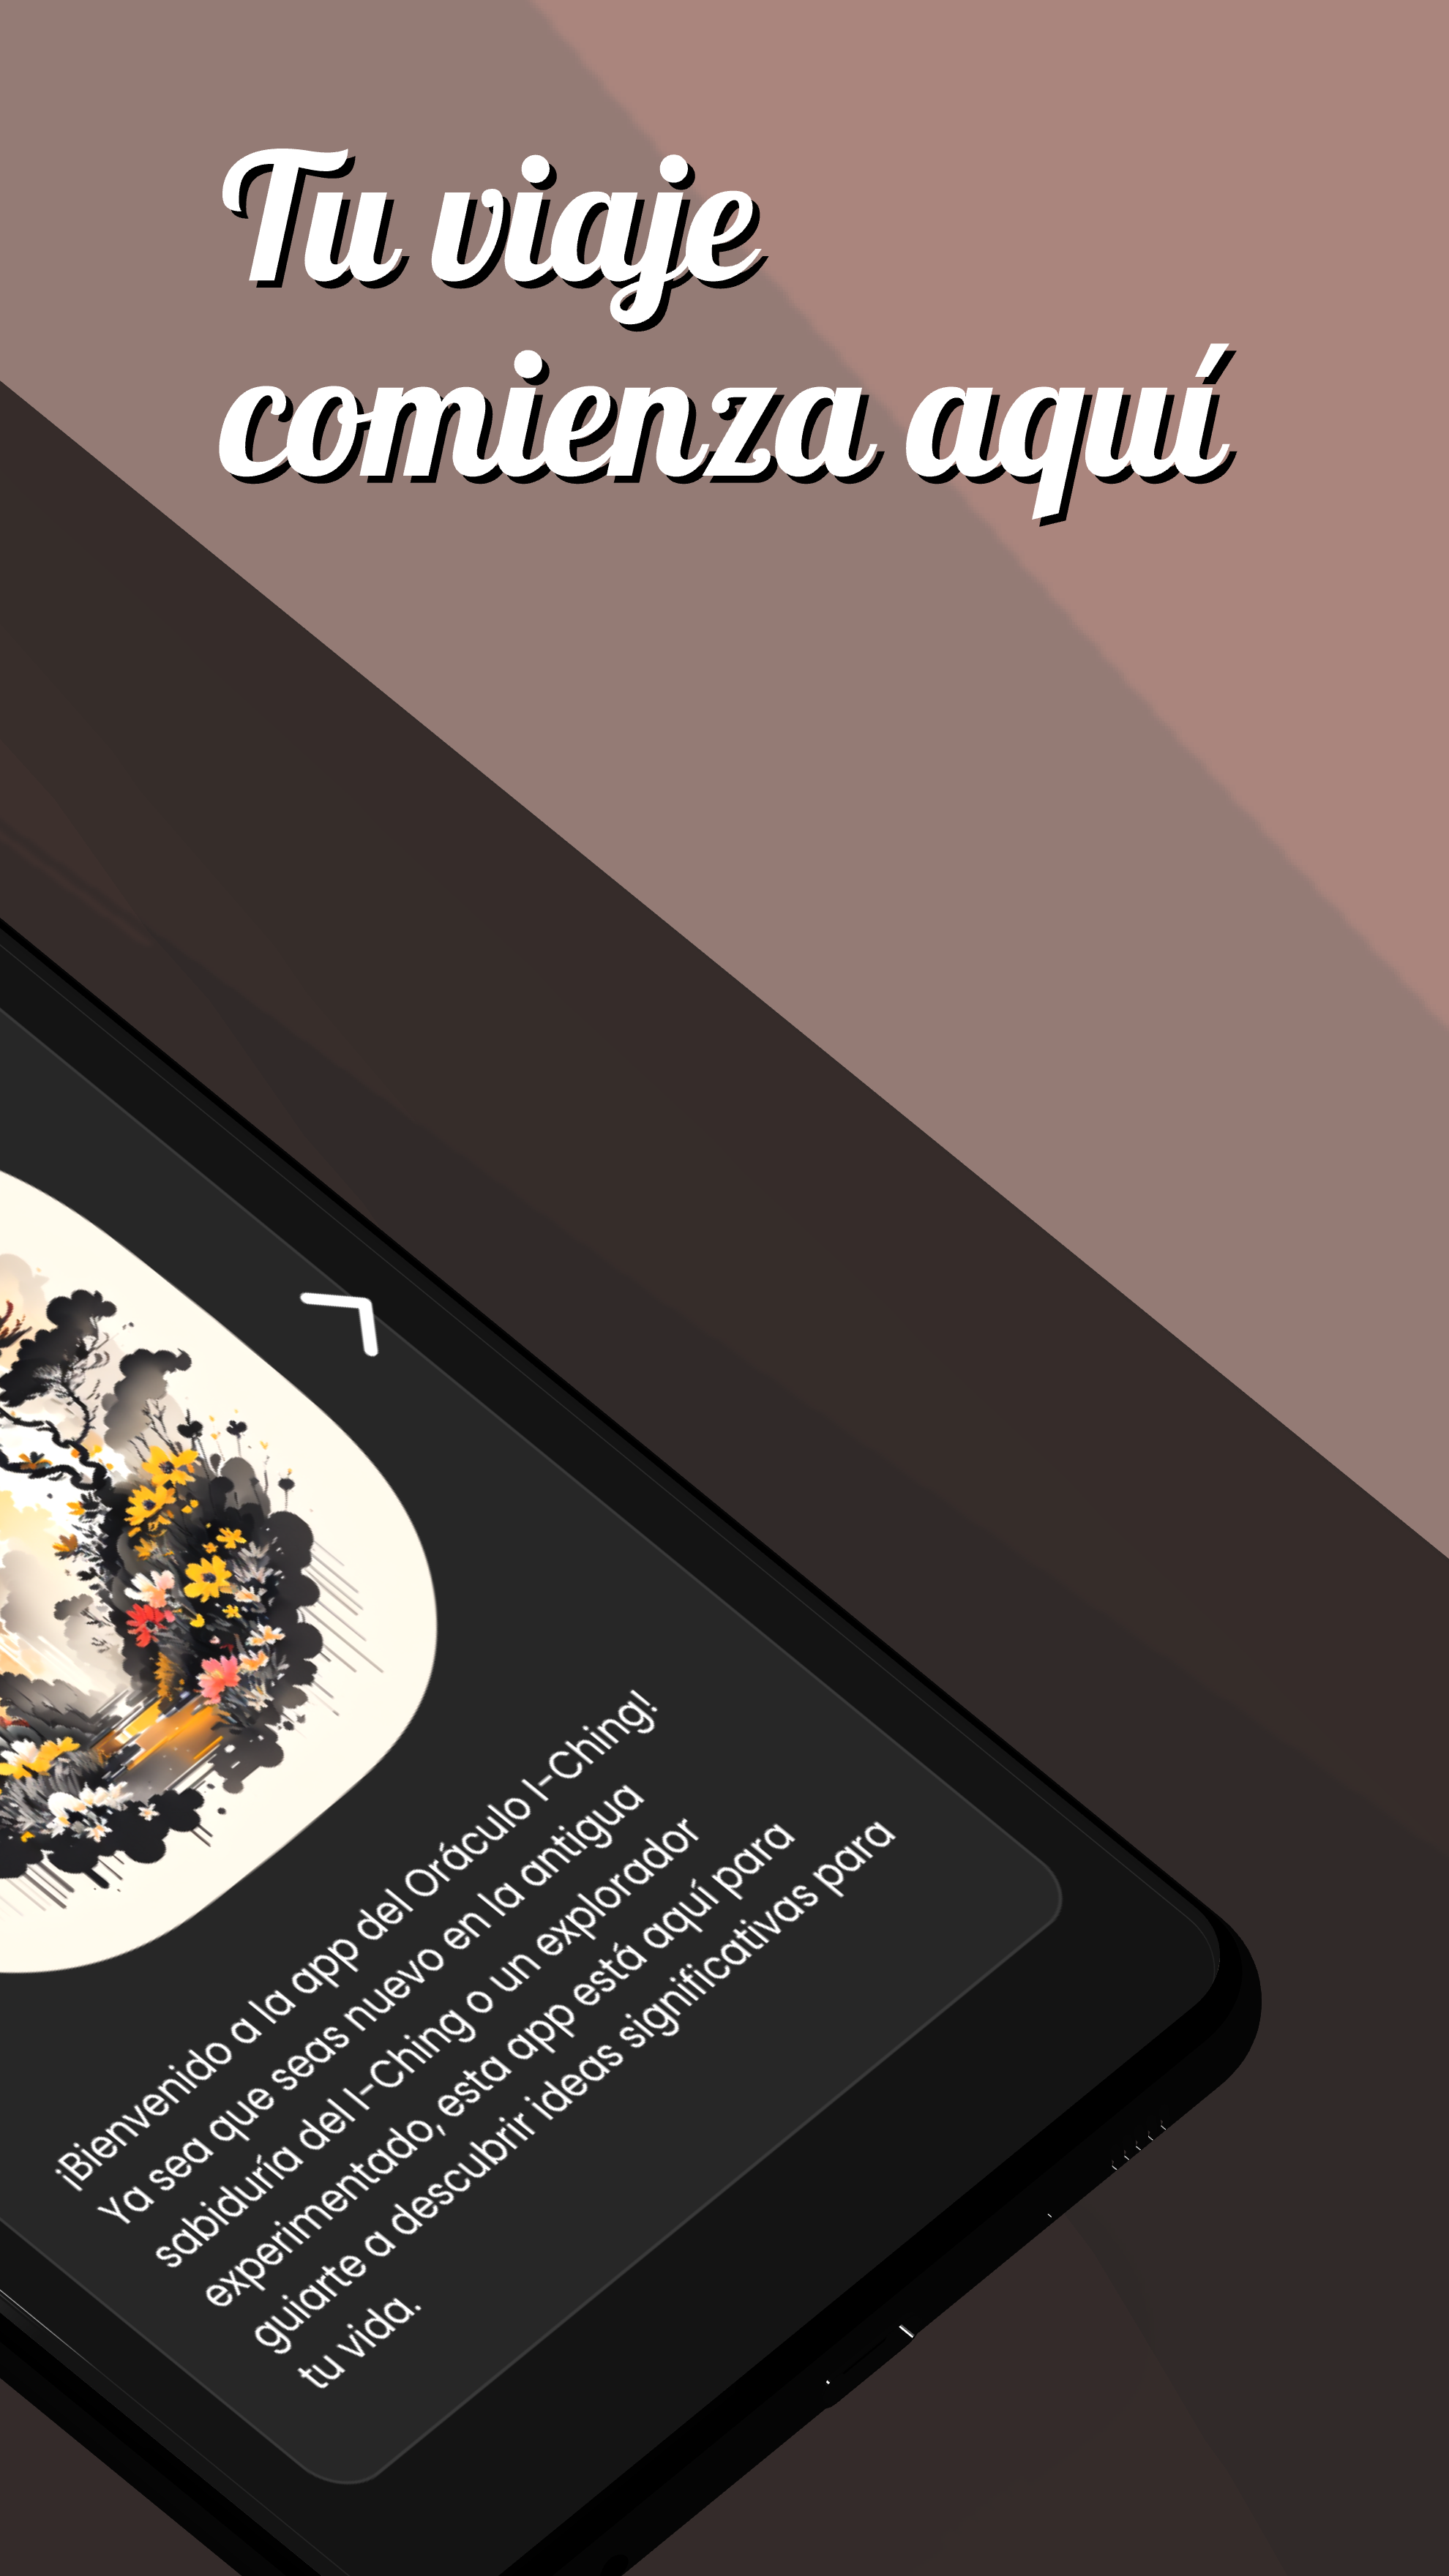 Tu viaje
comienza aquí
¡Bienvenido a la app del Oráculo I-Ching!
Ya sea que seas nuevo en la antigua
sabiduría del I-Ching o un explorador
experimentado, esta app está aquí para
guiarte a descubrir ideas significativas para
tu vida.